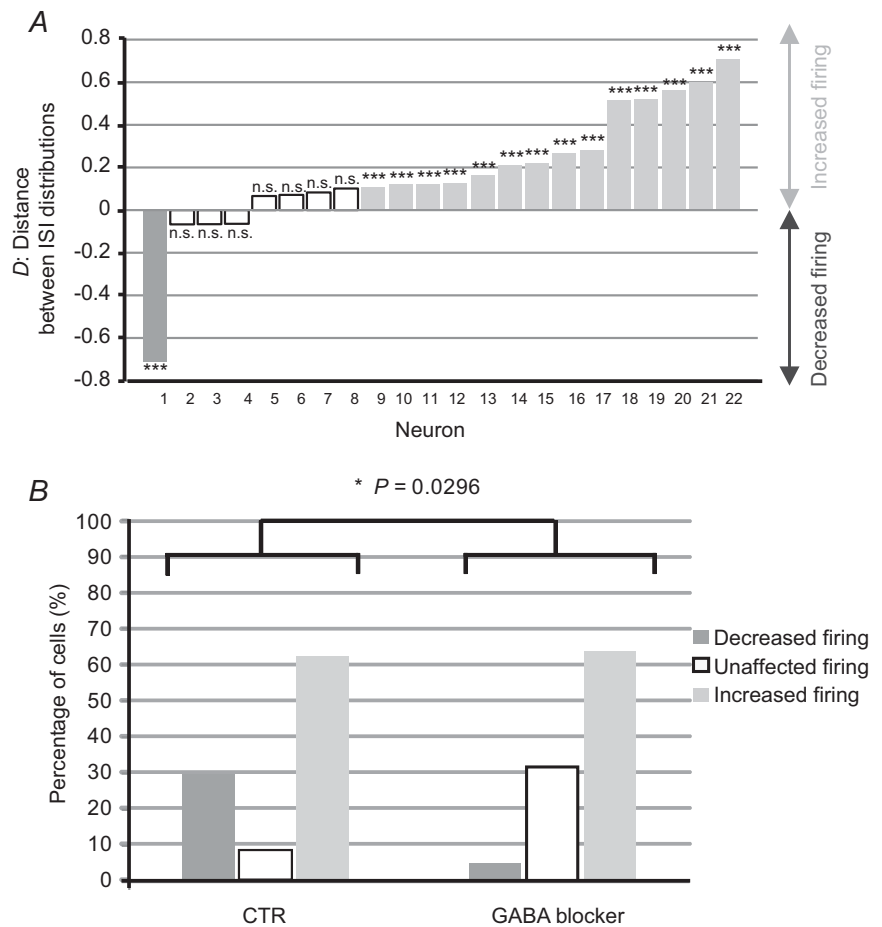 A
0.8
0.6
0.4
0.2
0
-0.2
-0.4
-0.6
-0.8
D: Distance
between ISI distributions
***
n.s. n.s. n.s.
n.s. n.s. n.s. n.s.
*** *** *** *** *** *** *** *** *** *** *** *** *** ***
1 2 3 4 5 6 7 8 9 10 11 12 13 14 15 16 17 18 19 20 21 22
Neuron
Increased firing
Decreased firing
B
* P = 0.0296
100
90
80
70
60
50
40
30
20
10
0
Percentage of cells (%)
CTR GABA blocker
Decreased firing
Unaffected firing
Increased firing